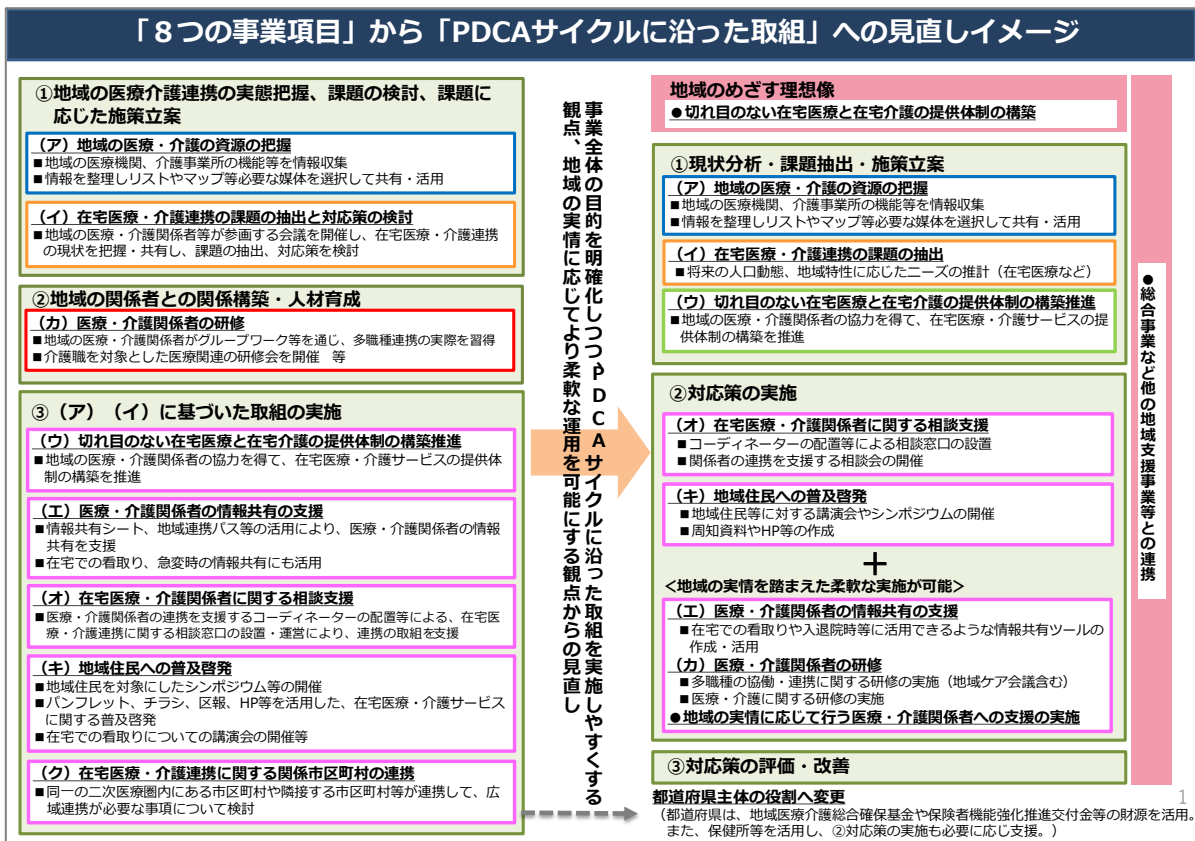 「８つの事業項目」から「PDCAサイクルに沿った取組」への見直しイメージ
①地域の医療介護連携の実態把握、課題の検討、課題に
応じた施策立案
（ア）地域の医療・介護の資源の把握
■地域の医療機関、介護事業所の機能等を情報収集
■情報を整理しリストやマップ等必要な媒体を選択して共有・活用
（イ）在宅医療・介護連携の課題の抽出と対応策の検討
■地域の医療・介護関係者等が参画する会議を開催し、在宅医療・介護連携
の現状を把握・共有し、課題の抽出、対応策を検討
②地域の関係者との関係構築・人材育成
（カ）医療・介護関係者の研修
■地域の医療・介護関係者がグループワーク等を通じ、多職種連携の実際を習得
■介護職を対象とした医療関連の研修会を開催　等
③（ア）（イ）に基づいた取組の実施
（ウ）切れ目のない在宅医療と在宅介護の提供体制の構築推進
■地域の医療・介護関係者の協力を得て、在宅医療・介護サービスの提供体
制の構築を推進
（エ）医療・介護関係者の情報共有の支援
■情報共有シート、地域連携パス等の活用により、医療・介護関係者の情報
共有を支援
■在宅での看取り、急変時の情報共有にも活用
（オ）在宅医療・介護関係者に関する相談支援
■医療・介護関係者の連携を支援するコーディネーターの配置等による、在宅医
療・介護連携に関する相談窓口の設置・運営により、連携の取組を支援
（キ）地域住民への普及啓発
■地域住民を対象にしたシンポジウム等の開催
■パンフレット、チラシ、区報、HP等を活用した、在宅医療・介護サービス
に関する普及啓発
■在宅での看取りについての講演会の開催等
（ク）在宅医療・介護連携に関する関係市区町村の連携
■同一の二次医療圏内にある市区町村や隣接する市区町村等が連携して、広
域連携が必要な事項について検討
事業全体の目的を明確化しつつ、PDCAサイクルに沿った取組を実施しやすくする
観点、地域の実情に応じてより柔軟な運用を可能にする観点からの見直し
地域のめざす理想像
●切れ目のない在宅医療と在宅介護の提供体制の構築
①現状分析・課題抽出・施策立案
（ア）地域の医療・介護の資源の把握
■地域の医療機関、介護事業所の機能等を情報収集
■情報を整理しリストやマップ等必要な媒体を選択して共有・活用
（イ）在宅医療・介護連携の課題の抽出
■将来の人口動態、地域特性に応じたニーズの推計（在宅医療など）
（ウ）切れ目のない在宅医療と在宅介護の提供体制の構築推進
■地域の医療・介護関係者の協力を得て、在宅医療・介護サービスの提
供体制の構築を推進
②対応策の実施
（オ）在宅医療・介護関係者に関する相談支援
■コーディネーターの配置等による相談窓口の設置
■関係者の連携を支援する相談会の開催
（キ）地域住民への普及啓発
■地域住民等に対する講演会やシンポジウムの開催
■周知資料やHP等の作成
＋
＜地域の実情を踏まえた柔軟な実施が可能＞
（エ）医療・介護関係者の情報共有の支援
■在宅での看取りや入退院時等に活用できるような情報共有ツールの
作成・活用
（カ）医療・介護関係者の研修
■多職種の協働・連携に関する研修の実施（地域ケア会議含む）
■医療・介護に関する研修の実施
●地域の実情に応じて行う医療・介護関係者への支援の実施
③対応策の評価・改善
都道府県主体の役割へ変更
（都道府県は、地域医療介護総合確保基金や保険者機能強化推進交付金等の財源を活用。
また、保健所等を活用し、②対応策の実施も必要に応じ支援。）
●総合事業など他の地域支援事業等との連携
1